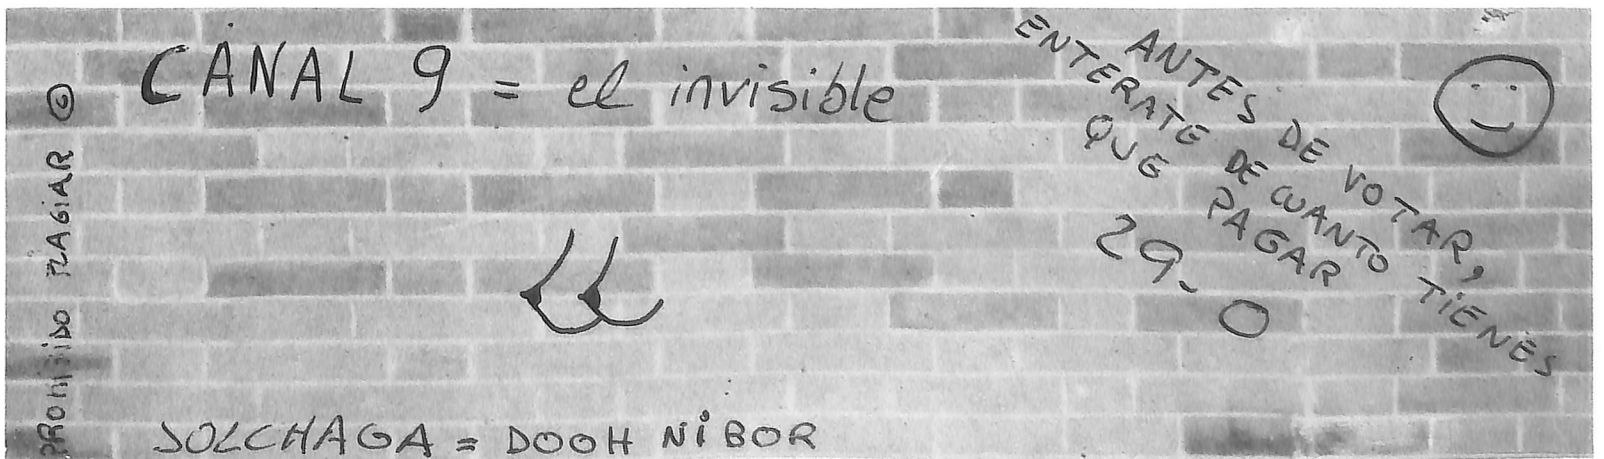 CANAL 9 = el invisible
ANTES DE VOTAR,
ENTERATE DE CUANTO TIENES
QUE PAGAR
29-O
PROHIBIDO PLAGIAR ©
SOLCHAGA = DOOH NIBOR